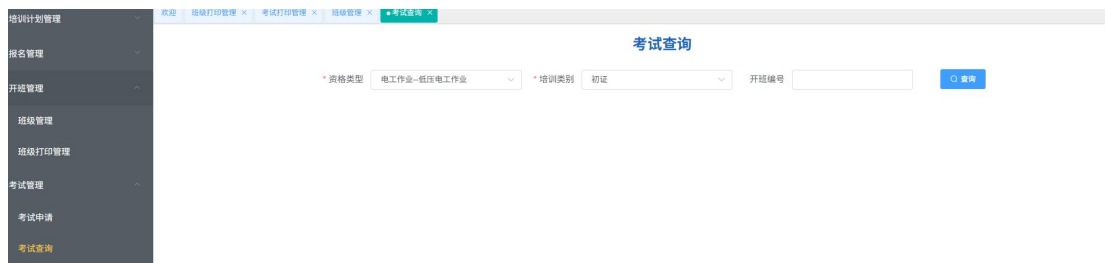 欢迎 班级打印管理 × 考试打印管理 × 班级管理 × 考试查询 ×
培训计划管理
报名管理
开班管理
班级管理
班级打印管理
考试管理
考试申请
考试查询
考试查询
* 资格类型 电工作业--低压电工作业 * 培训类别 初证 开班编号 查询